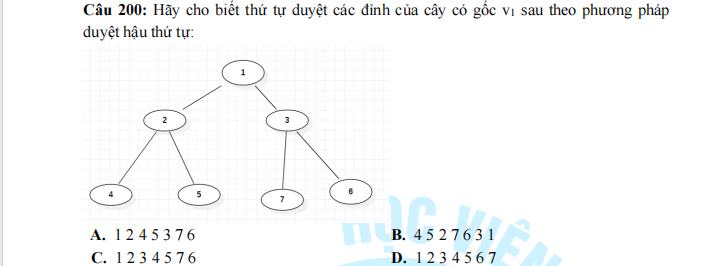 Câu 200: Hãy cho biết thứ tự duyệt các đỉnh của cây có gốc v1 sau theo phương pháp
duyệt hậu thứ tự:
1
2
3
4
5
7
6
HỌC VIÊN
A. 1 2 4 5 3 7 6
B. 4 5 2 7 6 3 1
C. 1 2 3 4 5 7 6
D. 1 2 3 4 5 6 7